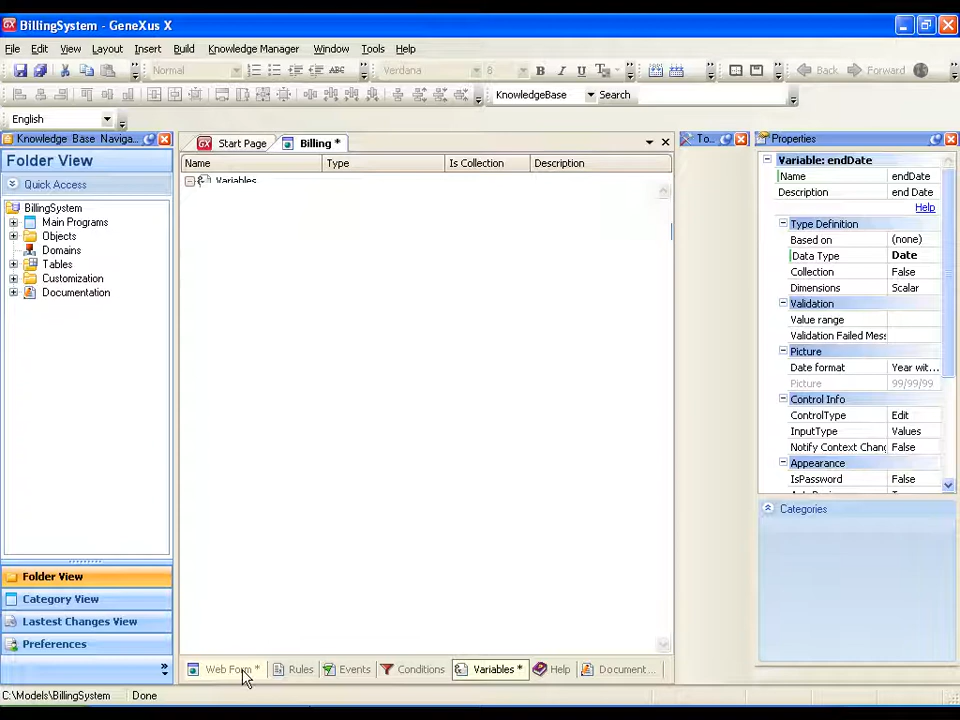 BillingSystem - GeneXus X
File Edit View Layout Insert Build Knowledge Manager Window Tools Help
Normal ABC Verdana 8 B I U T Back Forward
KnowledgeBase Search
English
Knowledge Base Naviga...
Start Page Billing *
To...
Properties
Folder View
Name Type Is Collection Description
Variable: endDate
Quick Access
Variables
Name endDate
Description end Date
Help
BillingSystem
Main Programs
Objects
Domains
Tables
Customization
Documentation
Type Definition
Based on (none)
Data Type Date
Collection False
Dimensions Scalar
Validation
Value range
Validation Failed Mess
Picture
Date format Year wit...
Picture 99/99/99
Control Info
ControlType Edit
InputType Values
Notify Context Chang False
Appearance
IsPassword False
Categories
Folder View
Category View
Lastest Changes View
Preferences
Web Form * Rules Events Conditions Variables * Help Document...
C:\Models\BillingSystem Done